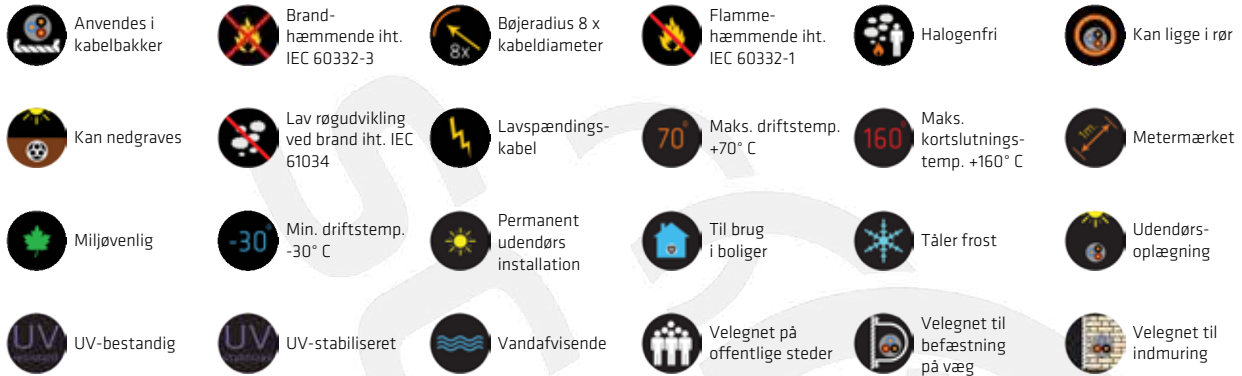 Anvendes i
kabelbakker
Brand-
hæmmende iht.
IEC 60332-3
8x
Bøjeradius 8 x
kabeldiameter
Flamme-
hæmmende iht.
IEC 60332-1
Halogenfri
Kan ligge i rør
Kan nedgraves
Lav røgudvikling
ved brand iht. IEC
61034
Lavspændings-
kabel
70°
Maks. driftstemp.
+70° C
160°
Maks.
kortslutnings-
temp. +160° C
1m
Metermærket
Miljøvenlig
-30°
Min. driftstemp.
-30° C
Permanent
udendørs
installation
Til brug
i boliger
Tåler frost
Udendørs-
oplægning
UV
UV-bestandig
UV
UV-stabiliseret
Vandafvisende
Velegnet på
offentlige steder
Velegnet til
befæstning
på væg
Velegnet til
indmuring